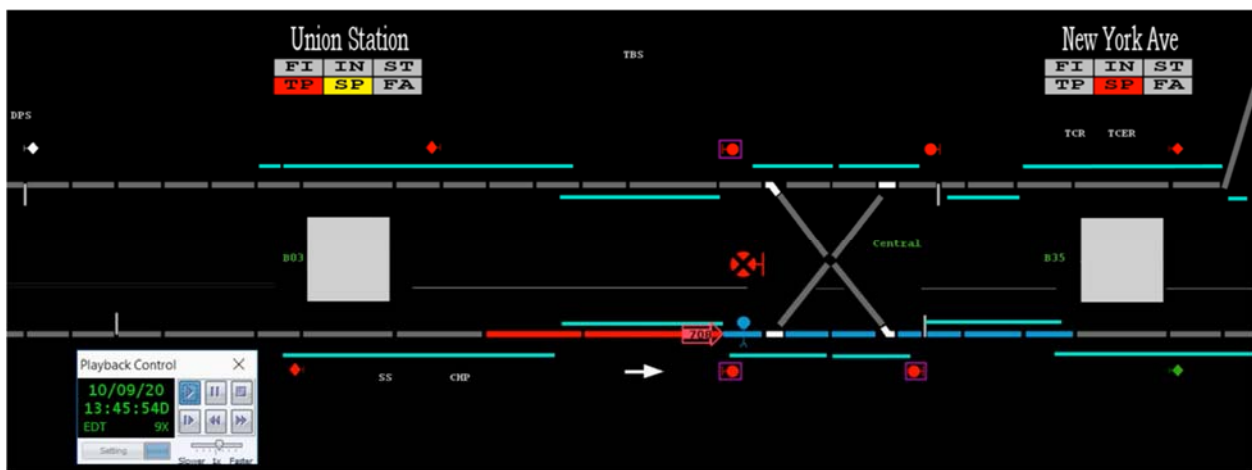 Union Station
FI IN ST
TP SP FA
TBS
New York Ave
FI IN ST
TP SP FA
DPS
TCR TCER
Central
B03
B35
708
Playback Control
10/09/20
13:45:54D
EDT 9X
Setting
Slower 1x Faster
SS CMP